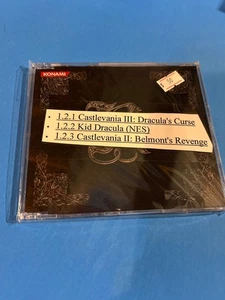 KONAMI
1.2.1 Castlevania III: Dracula's Curse
1.2.2 Kid Dracula (NES)
1.2.3 Castlevania II: Belmont's Revenge